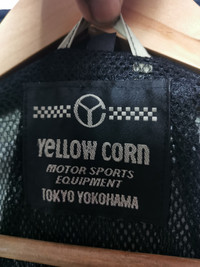 YeLLOW CORN
MOTOR SPORTS
EQUIPMENT
TOKYO YOKOHAMA